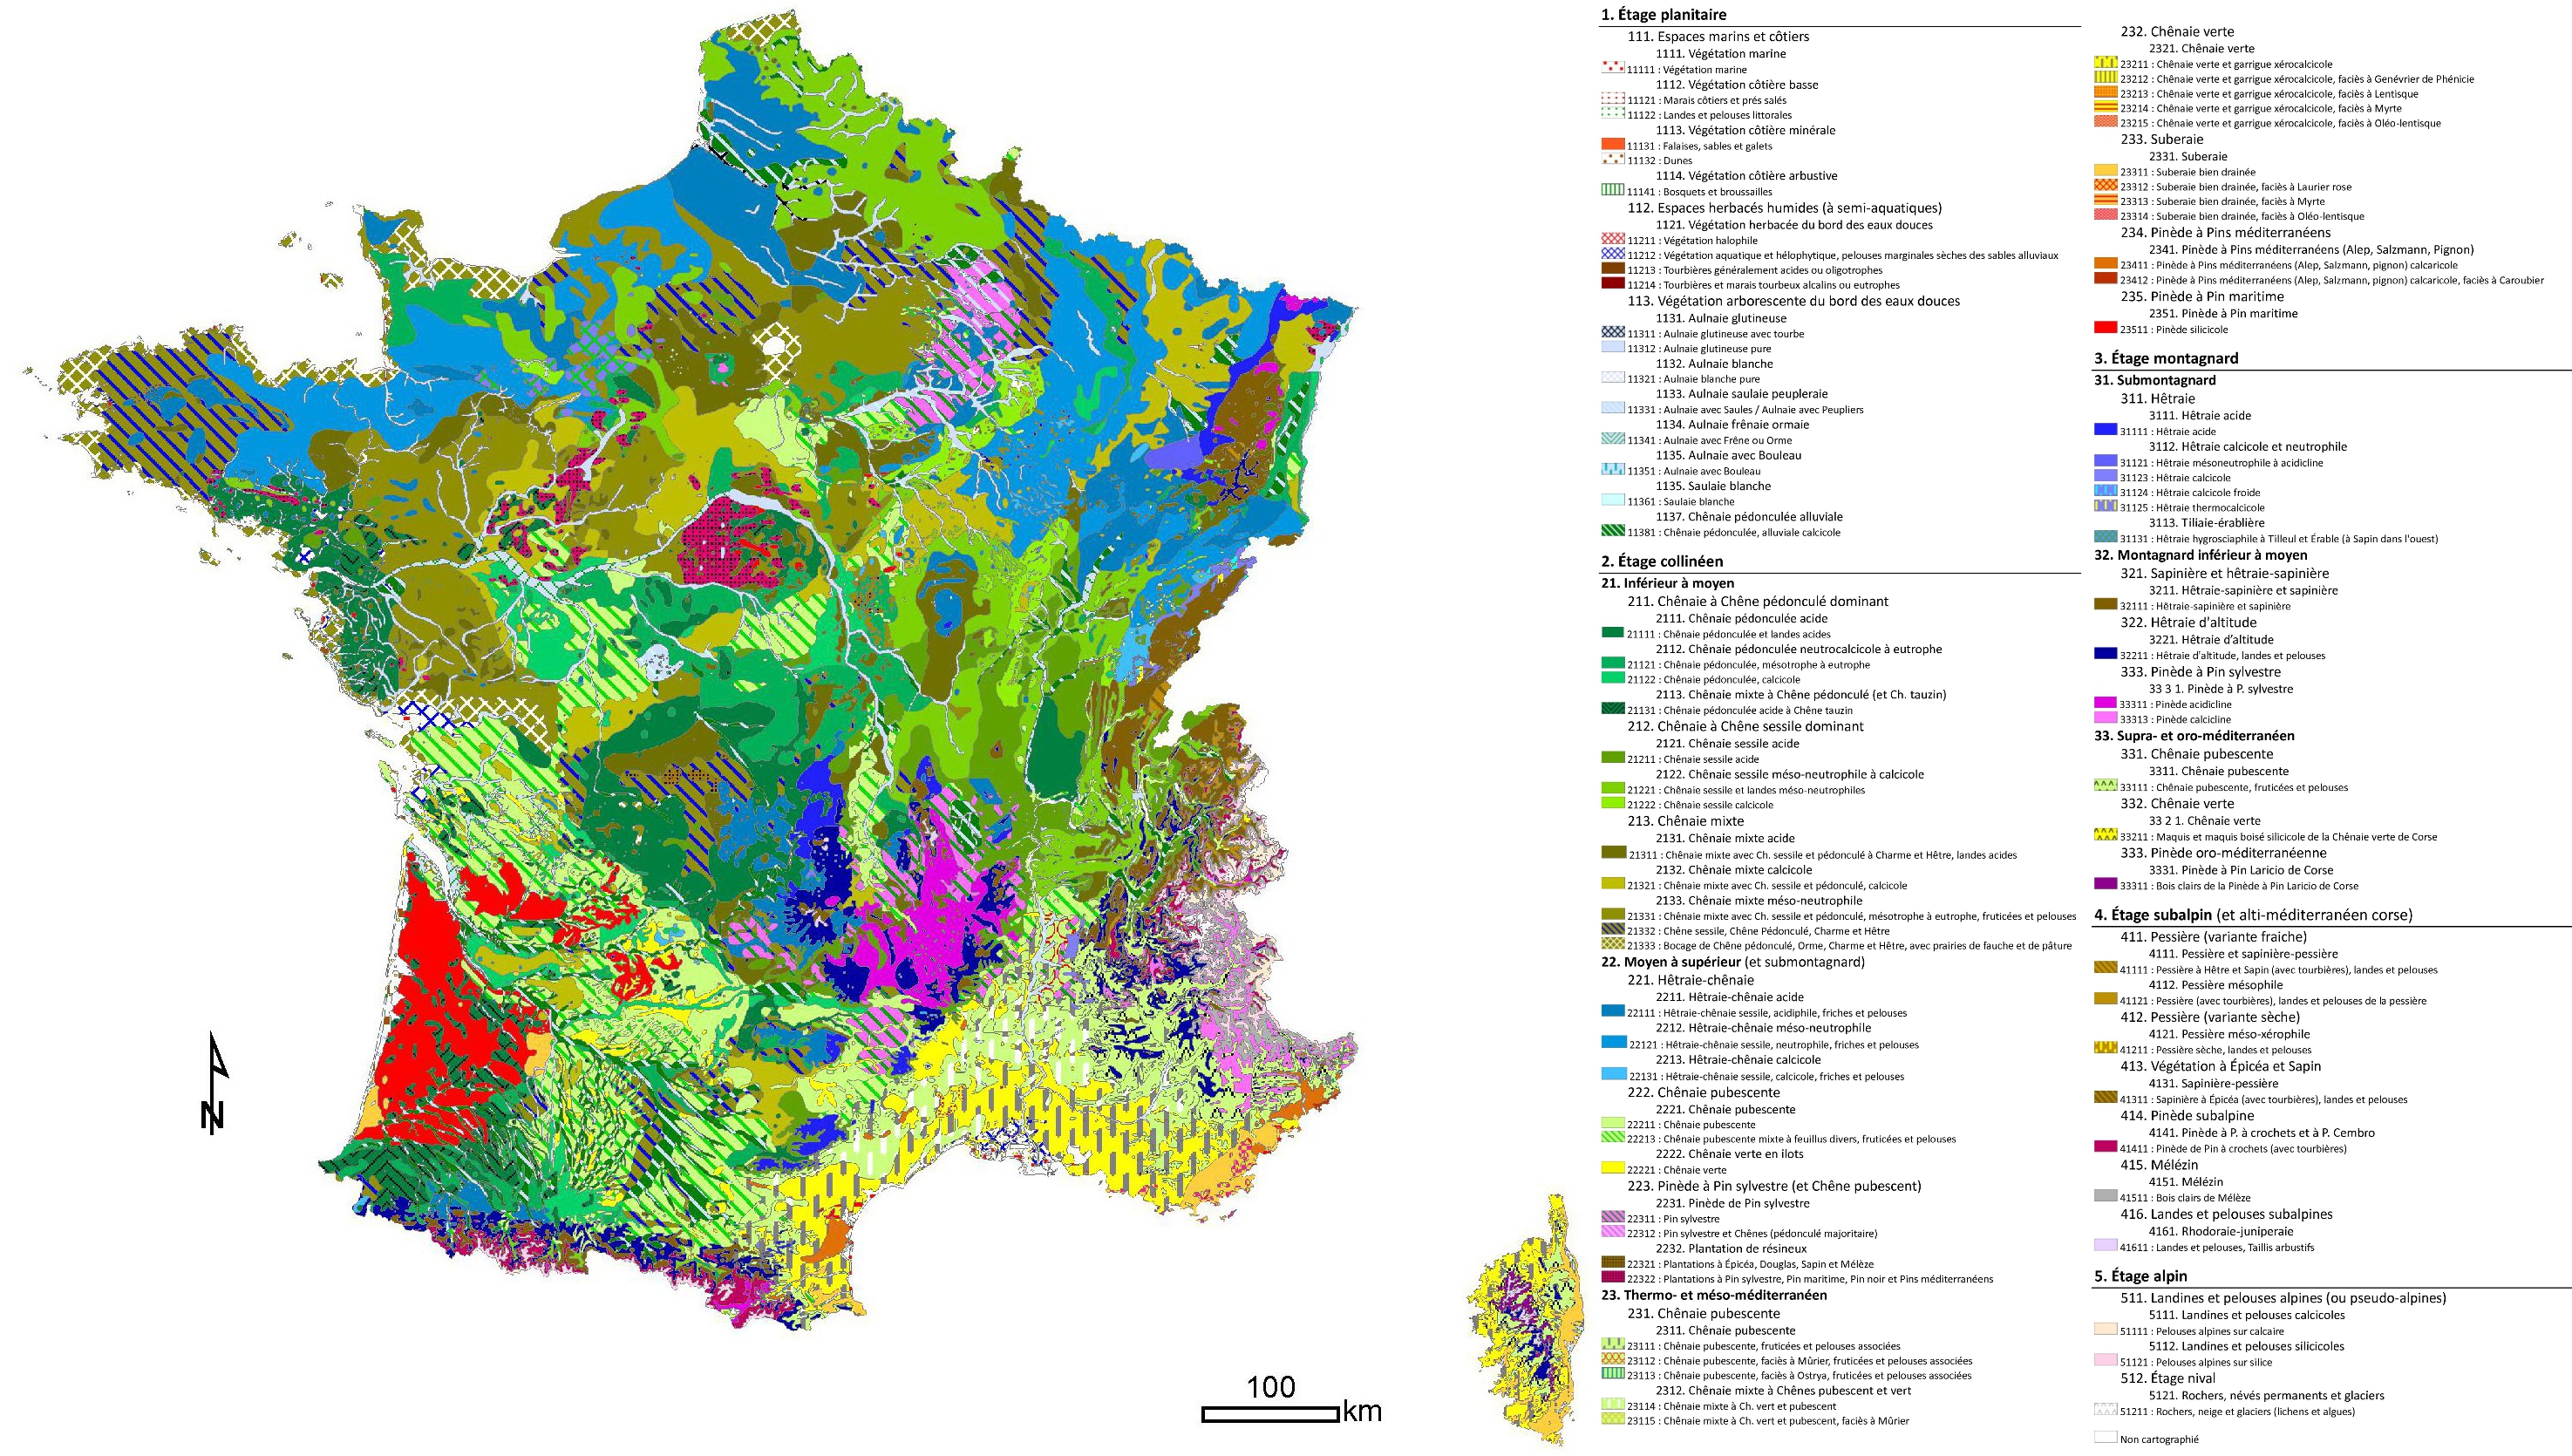 1. Étage planitaire
111. Espaces marins et côtiers
1111. Végétation marine
11111 : Végétation marine
1112. Végétation côtière basse
11121 : Marais côtiers et prés salés
11122 : Landes et pelouses littorales
1113. Végétation côtière minérale
11131 : Falaises, sables et galets
11132 : Dunes
1114. Végétation côtière arbustive
11141 : Bosquets et broussailles
112. Espaces herbacés humides (à semi-aquatiques)
1121. Végétation herbacée du bord des eaux douces
11211 : Végétation halophile
11212 : Végétation aquatique et hélophytique, pelouses marginales sèches des sables alluviaux
11213 : Tourbières généralement acides ou oligotrophes
11214 : Tourbières et marais tourbeux alcalins ou eutrophes
113. Végétation arborescente du bord des eaux douces
1131. Aulnaie glutineuse
11311 : Aulnaie glutineuse avec tourbe
11312 : Aulnaie glutineuse pure
1132. Aulnaie blanche
11321 : Aulnaie blanche pure
1133. Aulnaie saulaie peupleraie
11331 : Aulnaie avec Saules / Aulnaie avec Peupliers
1134. Aulnaie frênaie ormaie
11341 : Aulnaie avec Frêne ou Orme
1135. Aulnaie avec Bouleau
11351 : Aulnaie avec Bouleau
1135. Saulaie blanche
11361 : Saulaie blanche
1137. Chênaie pédonculée alluviale
11381 : Chênaie pédonculée, alluviale calcicole
2. Étage collinéen
21. Inférieur à moyen
211. Chênaie à Chêne pédonculé dominant
2111. Chênaie pédonculée acide
21111 : Chênaie pédonculée et landes acides
2112. Chênaie pédonculée neutrocalcicole à eutrophe
21121 : Chênaie pédonculée, mésotrophe à eutrophe
21122 : Chênaie pédonculée, calcicole
2113. Chênaie mixte à Chêne pédonculé (et Ch. tauzin)
21131 : Chênaie pédonculée acide à Chêne tauzin
212. Chênaie à Chêne sessile dominant
2121. Chênaie sessile acide
21211 : Chênaie sessile acide
2122. Chênaie sessile méso-neutrophile à calcicole
21221 : Chênaie sessile et landes méso-neutrophiles
21222 : Chênaie sessile calcicole
213. Chênaie mixte
2131. Chênaie mixte acide
21311 : Chênaie mixte avec Ch. sessile et pédonculé à Charme et Hêtre, landes acides
2132. Chênaie mixte calcicole
21321 : Chênaie mixte avec Ch. sessile et pédonculé, calcicole
2133. Chênaie mixte méso-neutrophile
21331 : Chênaie mixte avec Ch. sessile et pédonculé, mésotrophe à eutrophe, fruticées et pelouses
21332 : Chêne sessile, Chêne Pédonculé, Charme et Hêtre
21333 : Bocage de Chêne pédonculé, Orme, Charme et Hêtre, avec prairies de fauche et de pâture
22. Moyen à supérieur (et submontagnard)
221. Hêtraie-chênaie
2211. Hêtraie-chênaie acide
22111 : Hêtraie-chênaie sessile, acidiphile, friches et pelouses
2212. Hêtraie-chênaie méso-neutrophile
22121 : Hêtraie-chênaie sessile, neutrophile, friches et pelouses
2213. Hêtraie-chênaie calcicole
22131 : Hêtraie-chênaie sessile, calcicole, friches et pelouses
222. Chênaie pubescente
2221. Chênaie pubescente
22211 : Chênaie pubescente
22213 : Chênaie pubescente mixte à feuillus divers, fruticées et pelouses
2222. Chênaie verte en ilots
22221 : Chênaie verte
223. Pinède à Pin sylvestre (et Chêne pubescent)
2231. Pinède de Pin sylvestre
22311 : Pin sylvestre
22312 : Pin sylvestre et Chênes (pédonculé majoritaire)
2232. Plantation de résineux
22321 : Plantations à Épicéa, Douglas, Sapin et Mélèze
22322 : Plantations à Pin sylvestre, Pin maritime, Pin noir et Pins méditerranéens
23. Thermo- et méso-méditerranéen
231. Chênaie pubescente
2311. Chênaie pubescente
23111 : Chênaie pubescente, fruticées et pelouses associées
23112 : Chênaie pubescente, faciès à Mûrier, fruticées et pelouses associées
23113 : Chênaie pubescente, faciès à Ostrya, fruticées et pelouses associées
2312. Chênaie mixte à Chênes pubescent et vert
23114 : Chênaie mixte à Ch. vert et pubescent
23115 : Chênaie mixte à Ch. vert et pubescent, faciès à Mûrier
232. Chênaie verte
2321. Chênaie verte
23211 : Chênaie verte et garrigue xérocalcicole
23212 : Chênaie verte et garrigue xérocalcicole, faciès à Genévrier de Phénicie
23213 : Chênaie verte et garrigue xérocalcicole, faciès à Lentisque
23214 : Chênaie verte et garrigue xérocalcicole, faciès à Myrte
23215 : Chênaie verte et garrigue xérocalcicole, faciès à Oléo-lentisque
233. Suberaie
2331. Suberaie
23311 : Suberaie bien drainée
23312 : Suberaie bien drainée, faciès à Laurier rose
23313 : Suberaie bien drainée, faciès à Myrte
23314 : Suberaie bien drainée, faciès à Oléo-lentisque
234. Pinède à Pins méditerranéens
2341. Pinède à Pins méditerranéens (Alep, Salzmann, Pignon)
23411 : Pinède à Pins méditerranéens (Alep, Salzmann, pignon) calcaricole
23412 : Pinède à Pins méditerranéens (Alep, Salzmann, pignon) calcaricole, faciès à Caroubier
235. Pinède à Pin maritime
2351. Pinède à Pin maritime
23511 : Pinède silicicole
3. Étage montagnard
31. Submontagnard
311. Hêtraie
3111. Hêtraie acide
31111 : Hêtraie acide
3112. Hêtraie calcicole et neutrophile
31121 : Hêtraie mésoneutrophile à acidicline
31123 : Hêtraie calcicole
31124 : Hêtraie calcicole froide
31125 : Hêtraie thermocalcicole
3113. Tiliaie-érablière
31131 : Hêtraie hygrosciaphile à Tilleul et Érable (à Sapin dans l'ouest)
32. Montagnard inférieur à moyen
321. Sapinière et hêtraie-sapinière
3211. Hêtraie-sapinière et sapinière
32111 : Hêtraie-sapinière et sapinière
322. Hêtraie d'altitude
3221. Hêtraie d’altitude
32211 : Hêtraie d'altitude, landes et pelouses
333. Pinède à Pin sylvestre
33 3 1. Pinède à P. sylvestre
33311 : Pinède acidicline
33313 : Pinède calcicline
33. Supra- et oro-méditerranéen
331. Chênaie pubescente
3311. Chênaie pubescente
33111 : Chênaie pubescente, fruticées et pelouses
332. Chênaie verte
33 2 1. Chênaie verte
33211 : Maquis et maquis boisé silicicole de la Chênaie verte de Corse
333. Pinède oro-méditerranéenne
3331. Pinède à Pin Laricio de Corse
33311 : Bois clairs de la Pinède à Pin Laricio de Corse
4. Étage subalpin (et alti-méditerranéen corse)
411. Pessière (variante fraiche)
4111. Pessière et sapinière-pessière
41111 : Pessière à Hêtre et Sapin (avec tourbières), landes et pelouses
4112. Pessière mésophile
41121 : Pessière (avec tourbières), landes et pelouses de la pessière
412. Pessière (variante sèche)
4121. Pessière méso-xérophile
41211 : Pessière sèche, landes et pelouses
413. Végétation à Épicéa et Sapin
4131. Sapinière-pessière
41311 : Sapinière à Épicéa (avec tourbières), landes et pelouses
414. Pinède subalpine
4141. Pinède à P. à crochets et à P. Cembro
41411 : Pinède de Pin à crochets (avec tourbières)
415. Mélézin
4151. Mélézin
41511 : Bois clairs de Mélèze
416. Landes et pelouses subalpines
4161. Rhodoraie-juniperaie
41611 : Landes et pelouses, Taillis arbustifs
5. Étage alpin
511. Landines et pelouses alpines (ou pseudo-alpines)
5111. Landines et pelouses calcicoles
51111 : Pelouses alpines sur calcaire
5112. Landines et pelouses silicicoles
51121 : Pelouses alpines sur silice
512. Étage nival
5121. Rochers, névés permanents et glaciers
51211 : Rochers, neige et glaciers (lichens et algues)
Non cartographié
N
100
km